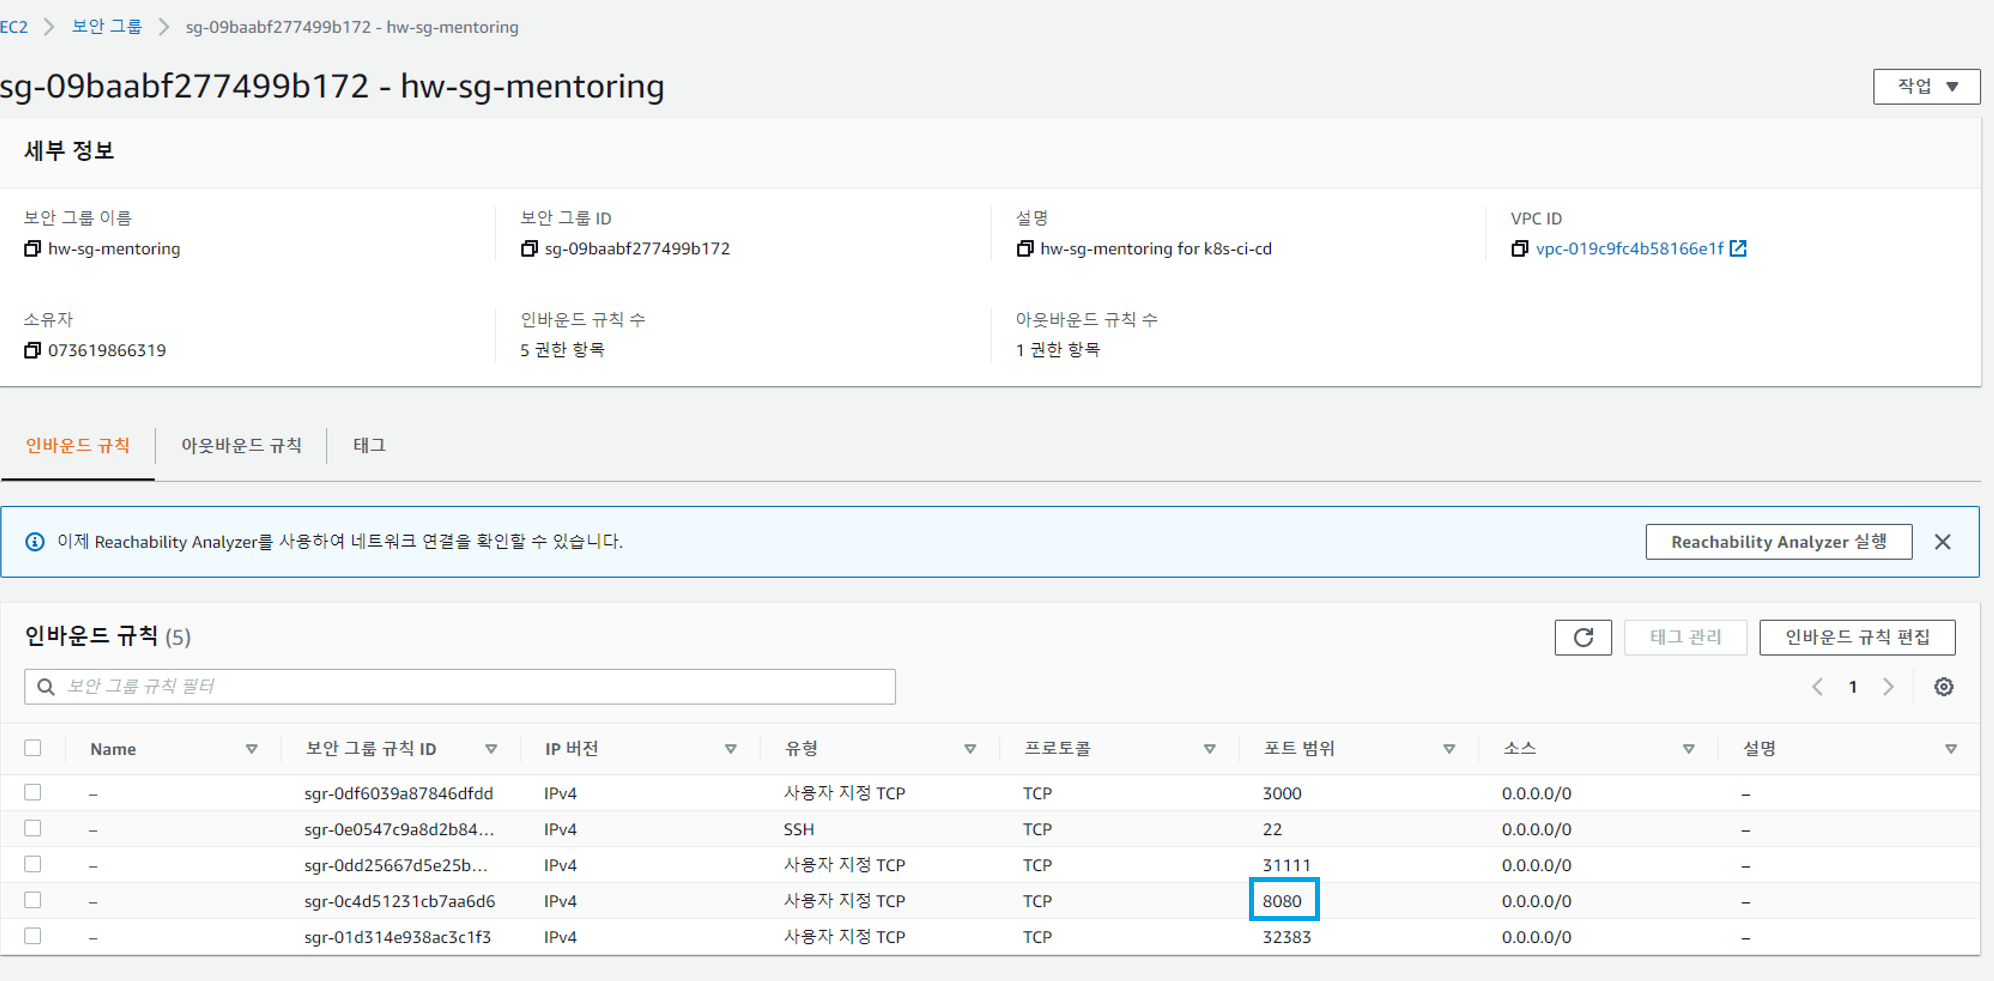 EC2 > 보안 그룹 > sg-09baabf277499b172 - hw-sg-mentoring
sg-09baabf277499b172 - hw-sg-mentoring
작업
세부 정보
보안 그룹 이름 보안 그룹 ID 설명 VPC ID
hw-sg-mentoring sg-09baabf277499b172 hw-sg-mentoring for k8s-ci-cd vpc-019c9fc4b58166e1f
소유자 인바운드 규칙 수 아웃바운드 규칙 수
073619866319 5 권한 항목 1 권한 항목
인바운드 규칙 아웃바운드 규칙 태그
이제 Reachability Analyzer를 사용하여 네트워크 연결을 확인할 수 있습니다. Reachability Analyzer 실행
인바운드 규칙 (5) 태그 관리 인바운드 규칙 편집
보안 그룹 규칙 필터 1
Name 보안 그룹 규칙 ID IP 버전 유형 프로토콜 포트 범위 소스 설명
– sgr-0df6039a87846dfdd IPv4 사용자 지정 TCP TCP 3000 0.0.0.0/0 –
– sgr-0e0547c9a8d2b84... IPv4 SSH TCP 22 0.0.0.0/0 –
– sgr-0dd25667d5e25b... IPv4 사용자 지정 TCP TCP 31111 0.0.0.0/0 –
– sgr-0c4d51231cb7aa6d6 IPv4 사용자 지정 TCP TCP 8080 0.0.0.0/0 –
– sgr-01d314e938ac3c1f3 IPv4 사용자 지정 TCP TCP 32383 0.0.0.0/0 –